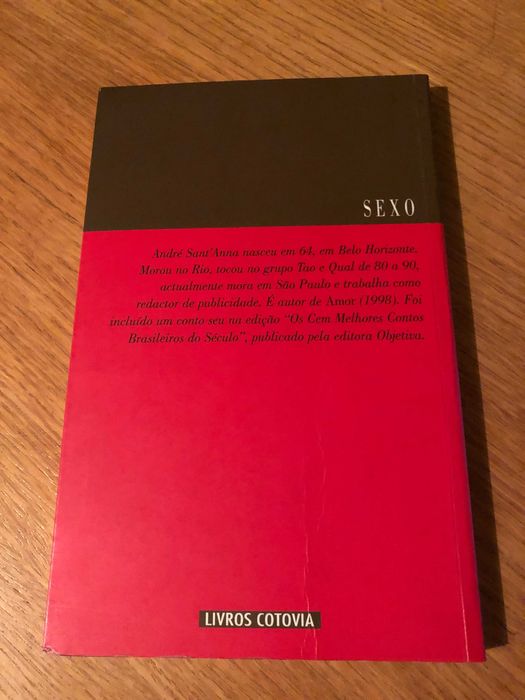 SEXO
André Sant'Anna nasceu em 64, em Belo Horizonte.
Morou no Rio, tocou no grupo Tao e Qual de 80 a 90,
actualmente mora em São Paulo e trabalha como
redactor de publicidade. É autor de Amor (1998). Foi
incluído um conto seu na edição "Os Cem Melhores Contos
Brasileiros do Século", publicado pela editora Objetiva.
LIVROS COTOVIA